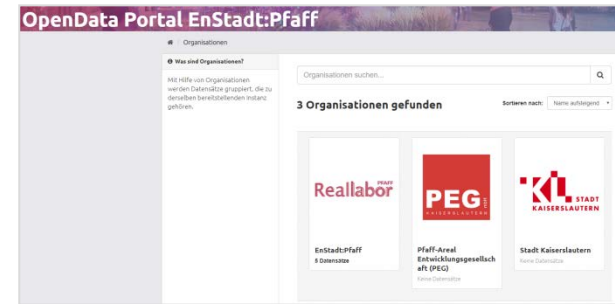 OpenData Portal EnStadt:Pfaff
/ Organisationen
Was sind Organisationen?
Mit Hilfe von Organisationen
werden Datensätze gruppiert, die zu
derselben bereitstellenden Instanz
gehören.
Organisationen suchen...
3 Organisationen gefunden
Sortieren nach: Name aufsteigend
PFAFF
Reallabor
PEG
KAISERSLAUTERN
KL STADT
KAISERSLAUTERN
EnStadt:Pfaff
Pfaff-Areal
Entwicklungsgesellsch
aft (PEG)
Stadt Kaiserslautern
Datensätze
Keine Datensätze
Keine Datensätze